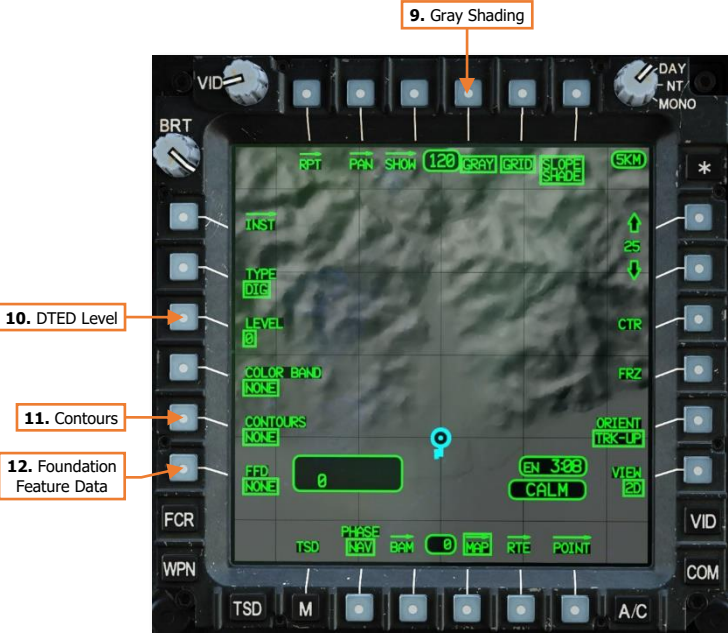 9. Gray Shading
VID
DAY
NT
MONO
BRT
RPT PAN SHOW 120 GRAY GRID SLOPE 5KM
SHADE
*
INST
25
TYPE
DIG
10. DTED Level
LEVEL
0
CTR
COLOR BAND
NONE
FRZ
11. Contours
CONTOURS
NONE
ORIENT
TRK-UP
12. Foundation
Feature Data
FFD
NONE
0
EN 3:08
CALM
VIEW
2D
FCR
VID
PHASE
TSD NAV BAM 0 MAP RTE POINT
WPN
COM
TSD M A/C